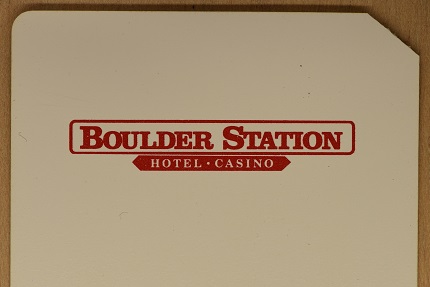 BOULDER STATION
HOTEL · CASINO